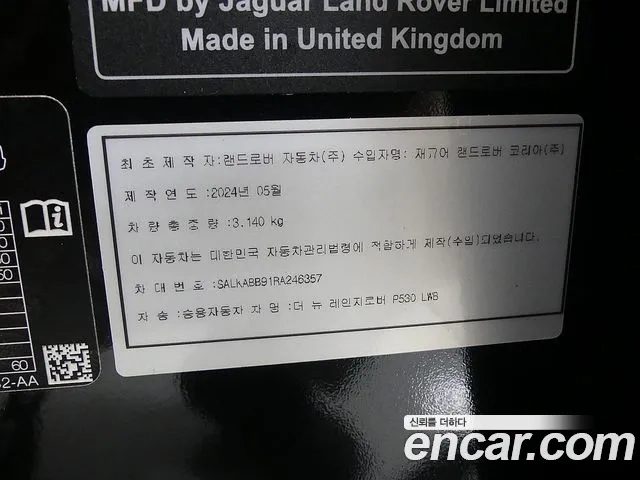 MFD by Jaguar Land Rover Limited
Made in United Kingdom
최초제작자:랜드로버 자동차(주) 수입자명: 재규어 랜드로버 코리아(주)
제작연도:2024년 05월
차량총중량:3.140 kg
이 자동차는 대한민국 자동차관리법령에 적합하게 제작(수입)되었습니다.
차대번호:SALKABB91RA246357
차종:승용자동차 차명:더 뉴 레인지로버 P530 LWB
60
52-AA
신뢰를 더하다
encar.com